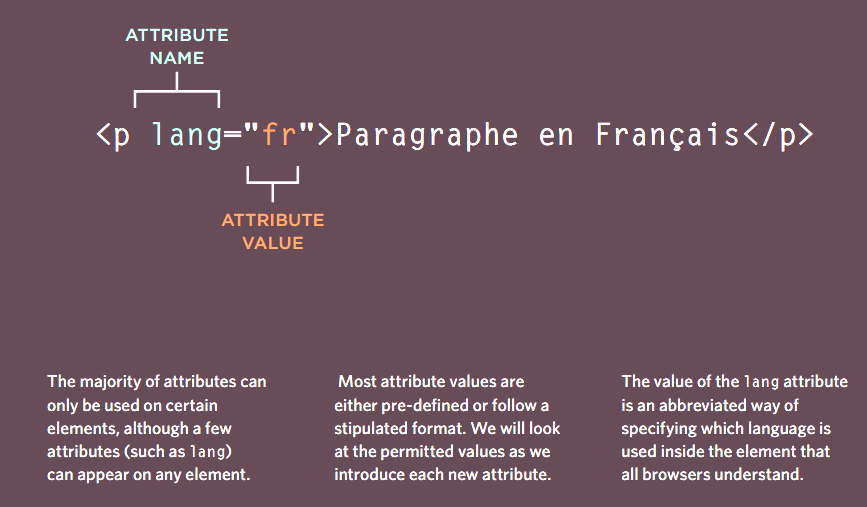 ATTRIBUTE
NAME
<p lang="fr">Paragraphe en Français</p>
ATTRIBUTE
VALUE
The majority of attributes can
only be used on certain
elements, although a few
attributes (such as lang)
can appear on any element.
Most attribute values are
either pre-defined or follow a
stipulated format. We will look
at the permitted values as we
introduce each new attribute.
The value of the lang attribute
is an abbreviated way of
specifying which language is
used inside the element that
all browsers understand.